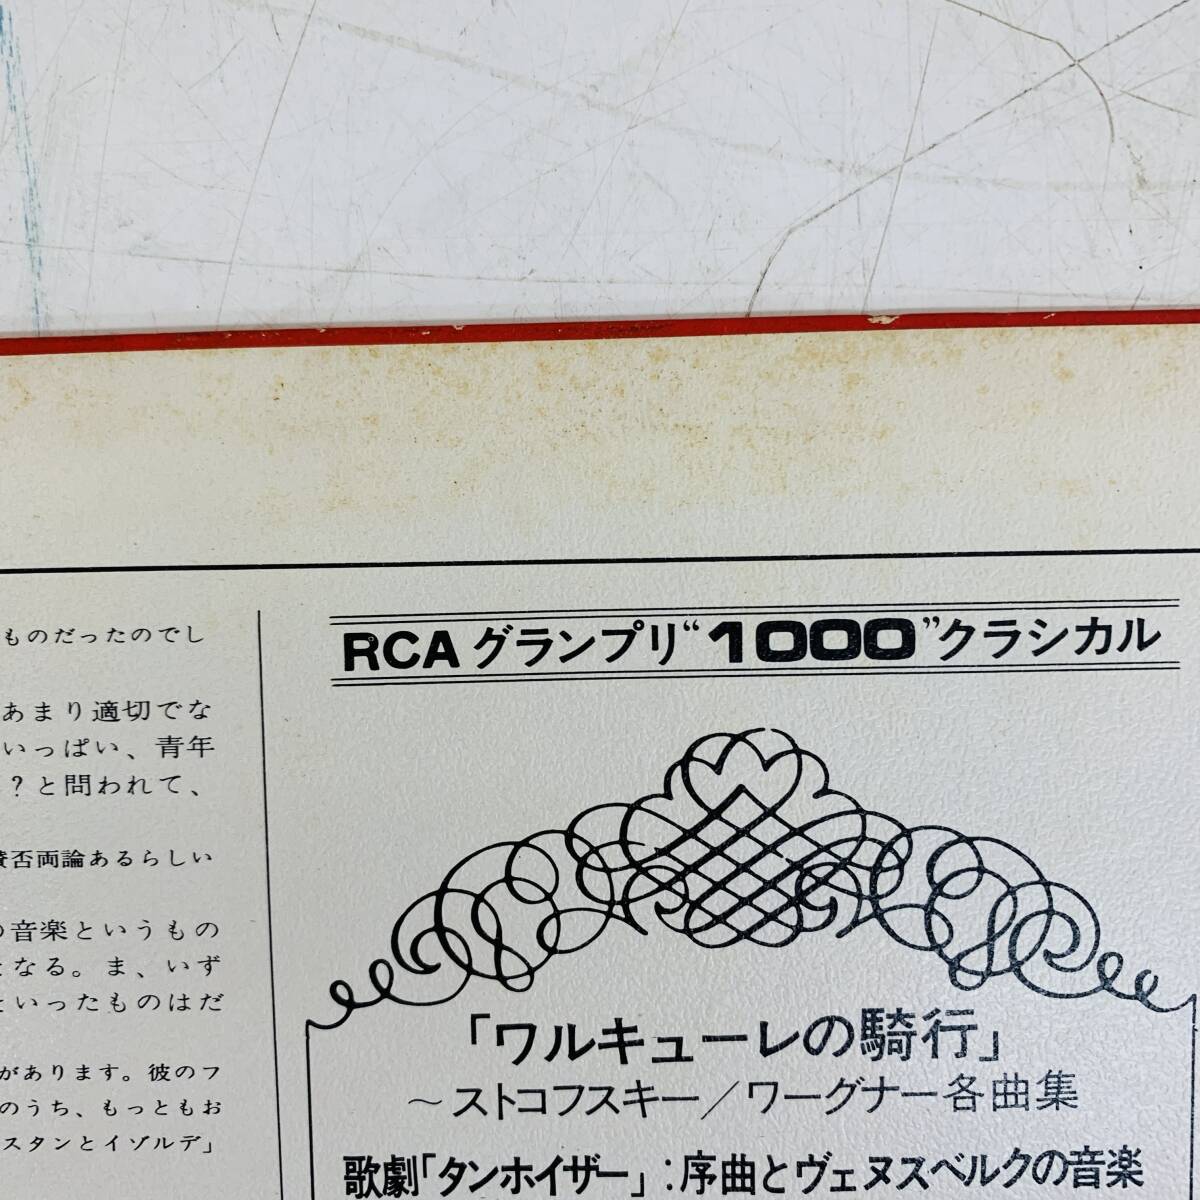 ものだったのでし
あまり適切でな
いっぱい、青年
？と問われて、
賛否両論あるらしい
の音楽というもの
となる。ま、いず
といったものはだ
があります。彼のフ
のうち、もっともお
スタンとイゾルデ」
RCA グランプリ“1000”クラシカル
「ワルキューレの騎行」
～ストコフスキー／ワーグナー各曲集
歌劇「タンホイザー」：序曲とヴェヌスベルクの音楽